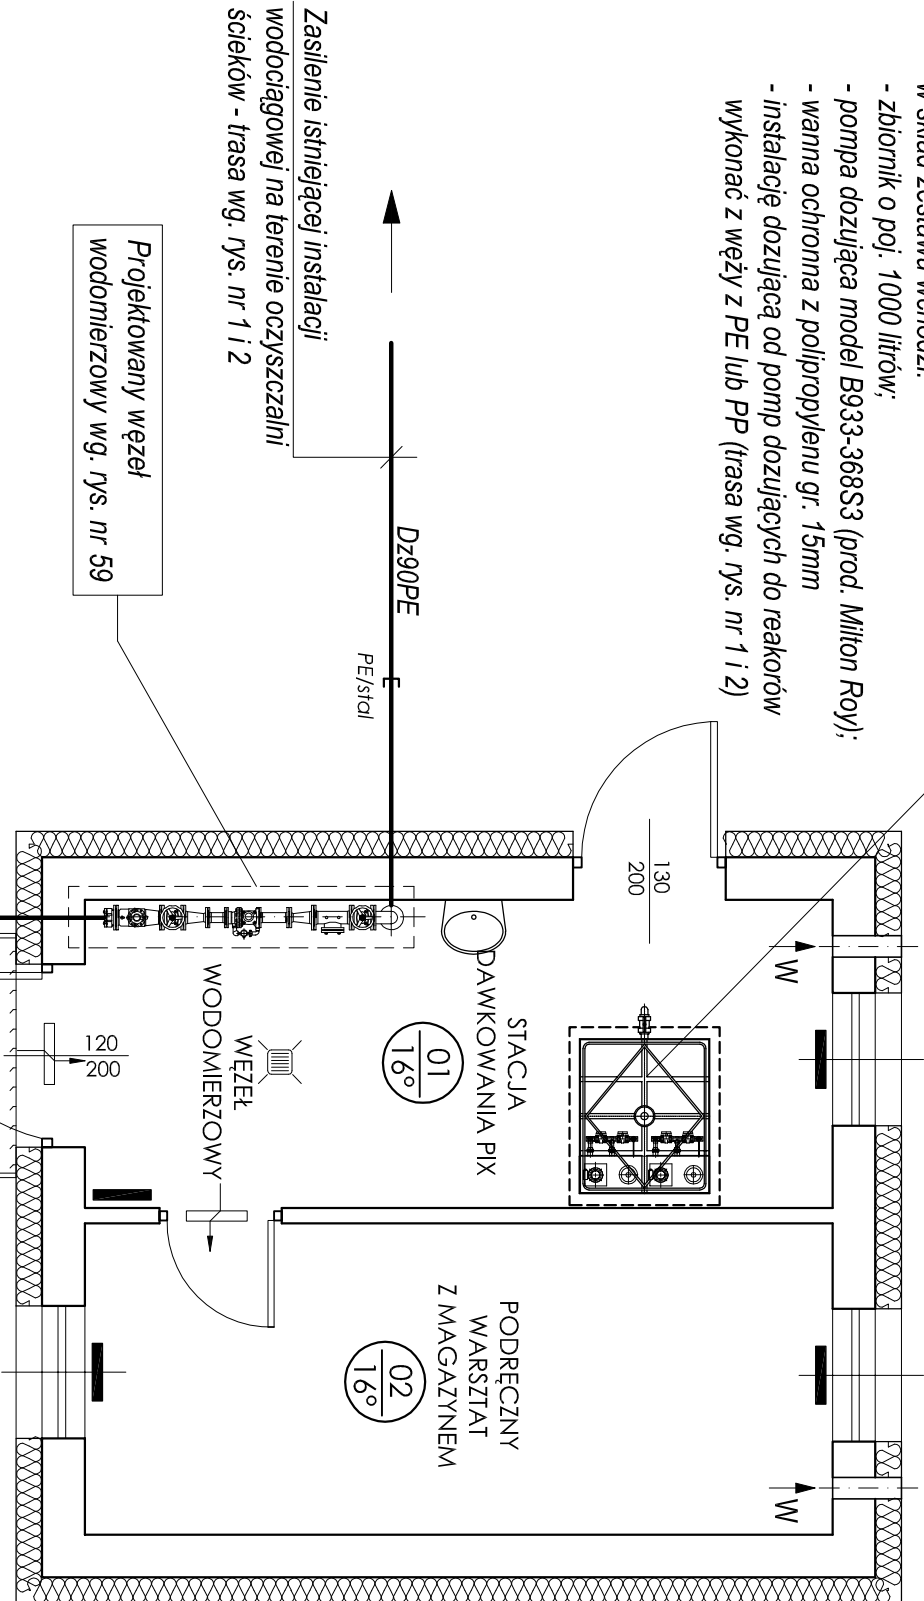 - zbiornik o poj. 1000 litrów;
- pompa dozująca model B933-368S3 (prod. Milton Roy);
- wanna ochronna z polipropylenu gr. 15mm
- instalację dozującą od pomp dozujących do reakorów
wykonać z węży z PE lub PP (trasa wg. rys. nr 1 i 2)
Zasilenie istniejącej instalacji
wodociągowej na terenie oczyszczalni
ścieków - trasa wg. rys. nr 1 i 2
Projektowany węzeł
wodomierzowy wg. rys. nr 59
Dz90PE
PE/stal
130
200
W
STACJA
DAWKOWANIA PIX
01
16°
WĘZEŁ
WODOMIERZOWY
120
200
PODRĘCZNY
WARSZTAT
Z MAGAZYNEM
02
16°
W